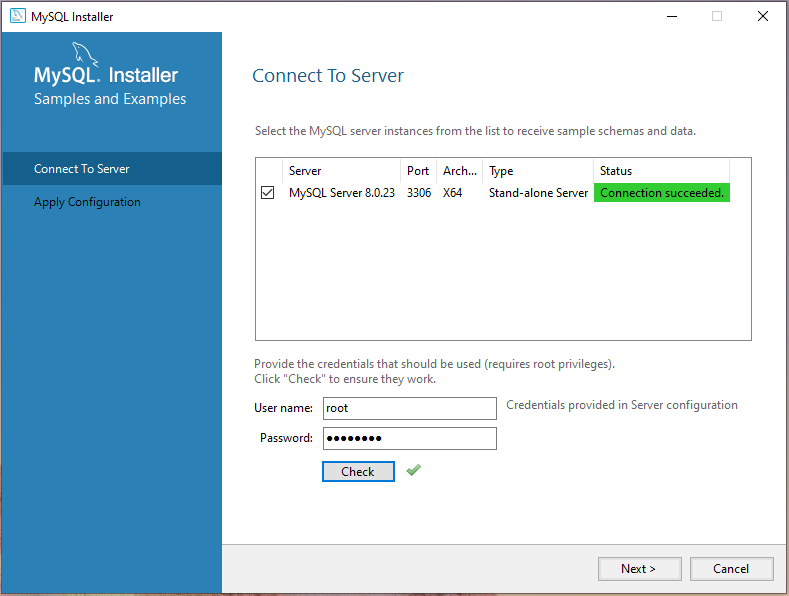 MySQL Installer
MySQL. Installer
Samples and Examples
Connect To Server
Apply Configuration
Connect To Server
Select the MySQL server instances from the list to receive sample schemas and data.
Server Port Arch... Type Status
MySQL Server 8.0.23 3306 X64 Stand-alone Server Connection succeeded.
Provide the credentials that should be used (requires root privileges).
Click "Check" to ensure they work.
User name: root Credentials provided in Server configuration
Password: ●●●●●●●●
Check
Next > Cancel